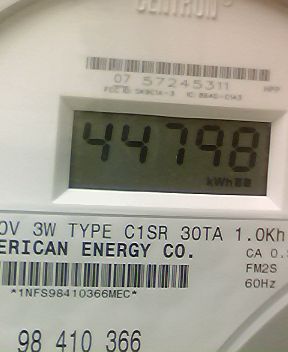 CENTRON®
07 57245311
HPP
44798
kWh
0V 3W TYPE C1SR 30TA 1.0Kh
ERICAN ENERGY CO.
CA 0.
FM2S
60Hz
*1NFS98410366MEC*
98 410 366